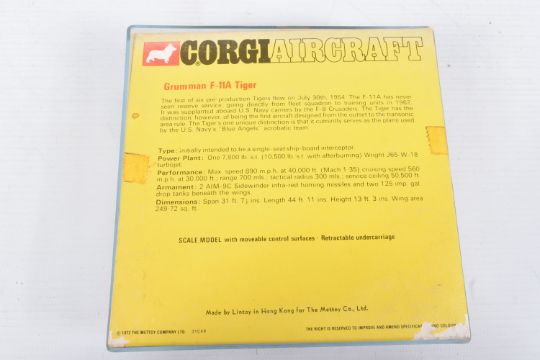 CORGI AIRCRAFT
Grumman F-11A Tiger
The first of six pre-production Tigers flew on July 30th, 1954. The F-11A has never
seen reserve service, going directly from fleet squadron to training units in 1962.
It was supplanted aboard U.S. Navy carriers by the F-8 Crusaders. The Tiger has the
distinction, however, of being the first aircraft designed from the outset to the transonic
area rule. The Tiger's one unique distinction is that it currently serves as the plane used
by the U.S. Navy's "Blue Angels" acrobatic team.
Type: initially intended to be a single-seat ship-board interceptor.
Power Plant: One 7,800 lb. s.t. (10,500 lb. s.t. with afterburning) Wright J65-W-18
turbojet.
Performance: Max. speed 890 m.p.h. at 40,000 ft. (Mach 1·35) cruising speed 560
m.p.h. at 30,000 ft.; range 700 mls.; tactical radius 300 mls., service ceiling 50,500 ft.
Armament: 2 AIM-9C Sidewinder infra-red homing missiles and two 125 imp. gal
drop tanks beneath the wings.
Dimensions: Span 31 ft. 7½ ins. Length 44 ft. 11 ins. Height 13 ft. 3 ins. Wing area
249.72 sq. ft.
SCALE MODEL with moveable control surfaces · Retractable undercarriage
Made by Lintoy in Hong Kong for The Mettoy Co., Ltd.
© 1972 THE METTOY COMPANY LTD.
THE RIGHT IS RESERVED TO IMPROVE AND AMEND